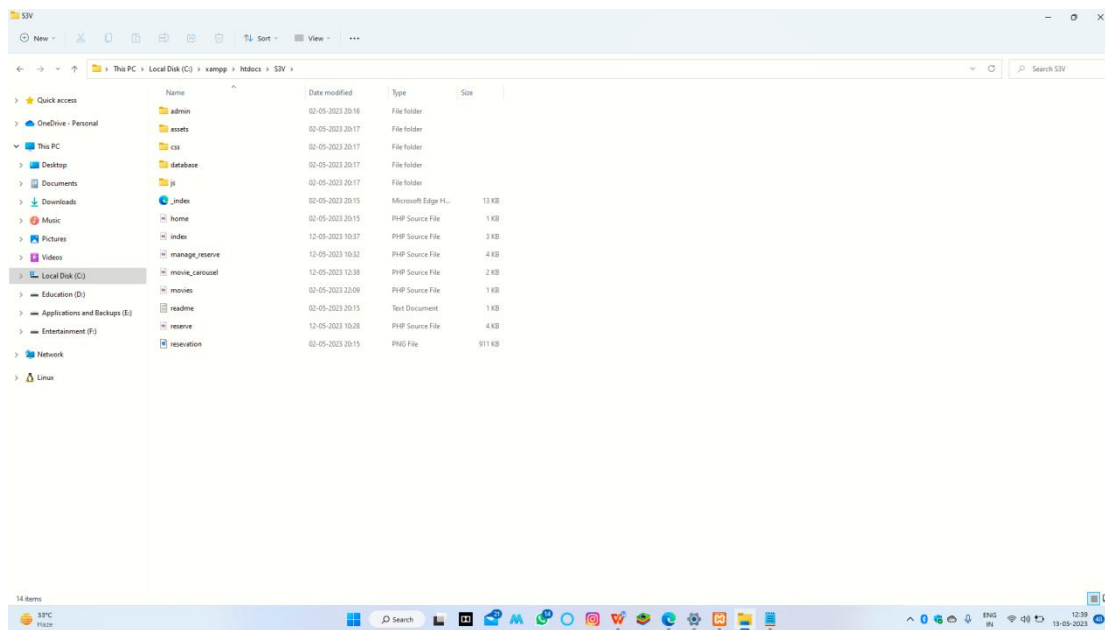 S3V
New Sort View ...
This PC > Local Disk (C:) > xampp > htdocs > S3V > Search S3V
Name Date modified Type Size
Quick access
OneDrive - Personal
This PC
Desktop
Documents
Downloads
Music
Pictures
Videos
Local Disk (C:)
Education (D:)
Applications and Backups (E:)
Entertainment (F:)
Network
Linux
admin 02-05-2023 20:16 File folder
assets 02-05-2023 20:17 File folder
css 02-05-2023 20:17 File folder
database 02-05-2023 20:17 File folder
js 02-05-2023 20:17 File folder
_index 02-05-2023 20:15 Microsoft Edge H... 13 KB
home 02-05-2023 20:15 PHP Source File 1 KB
index 12-05-2023 10:37 PHP Source File 3 KB
manage_reserve 12-05-2023 10:32 PHP Source File 4 KB
movie_carousel 12-05-2023 12:38 PHP Source File 2 KB
movies 02-05-2023 22:09 PHP Source File 1 KB
readme 02-05-2023 20:15 Text Document 1 KB
reserve 12-05-2023 10:28 PHP Source File 4 KB
resevation 02-05-2023 20:15 PNG File 911 KB
14 items
Haze
Search
ENG 12:39
IN 13-05-2023